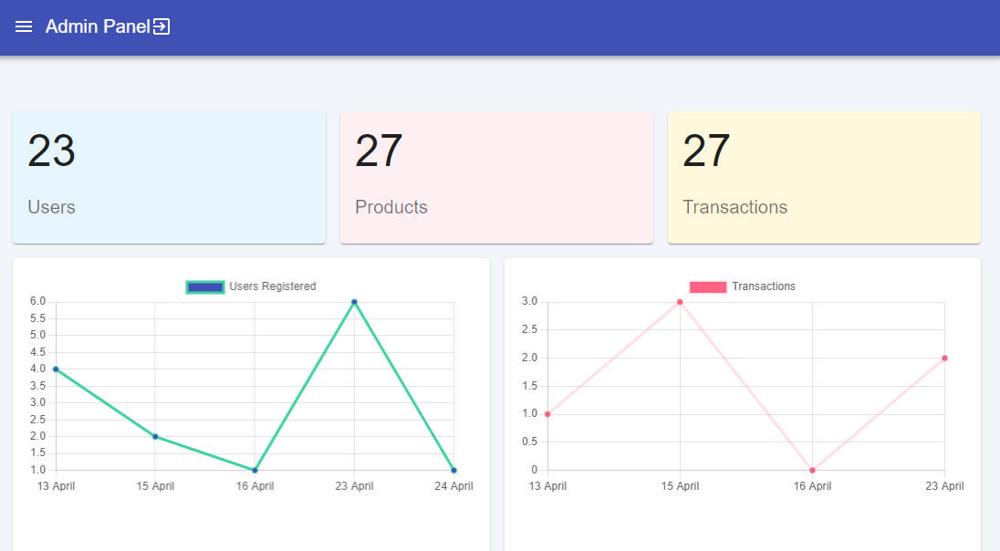 Admin Panel
23
27
27
Users
Products
Transactions
Users Registered
6.0
5.5
5.0
4.5
4.0
3.5
3.0
2.5
2.0
1.5
1.0
13 April 15 April 16 April 23 April 24 April
Transactions
3.0
2.5
2.0
1.5
1.0
0.5
0
13 April 15 April 16 April 23 April